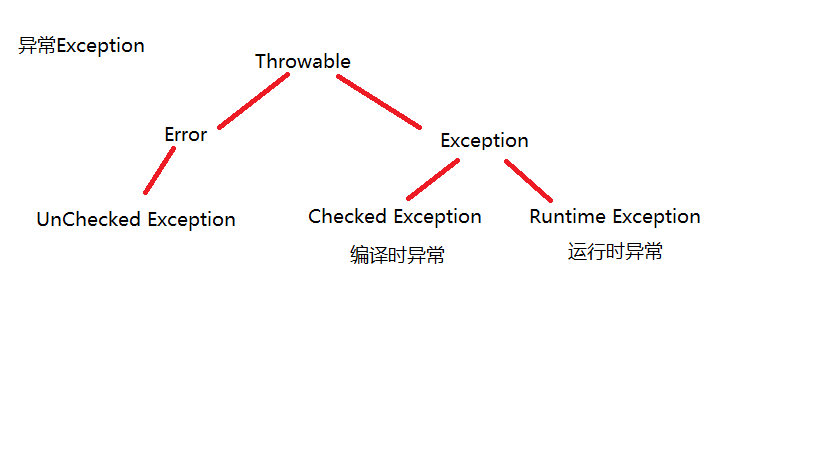 异常Exception
Throwable
Error
Exception
UnChecked Exception
Checked Exception
Runtime Exception
编译时异常
运行时异常